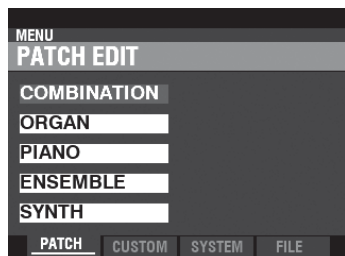 MENU
PATCH EDIT
COMBINATION
ORGAN
PIANO
ENSEMBLE
SYNTH
PATCH CUSTOM SYSTEM FILE